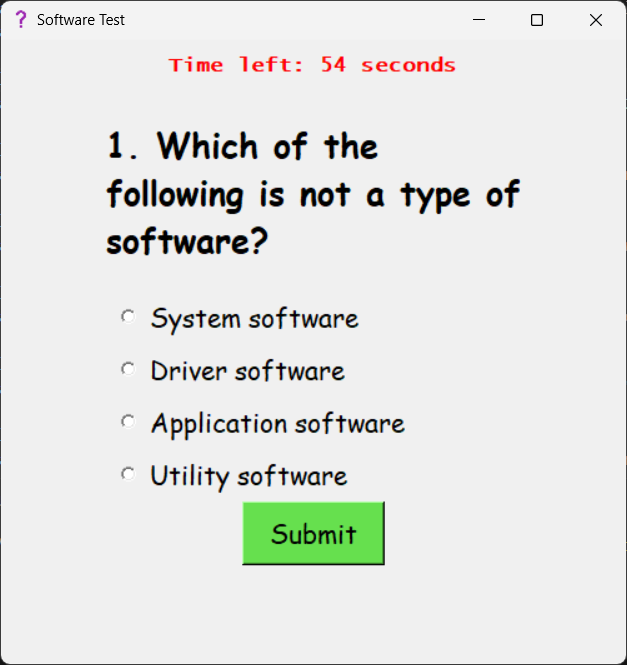 Software Test
Time left: 54 seconds
1. Which of the
following is not a type of
software?
System software
Driver software
Application software
Utility software
Submit